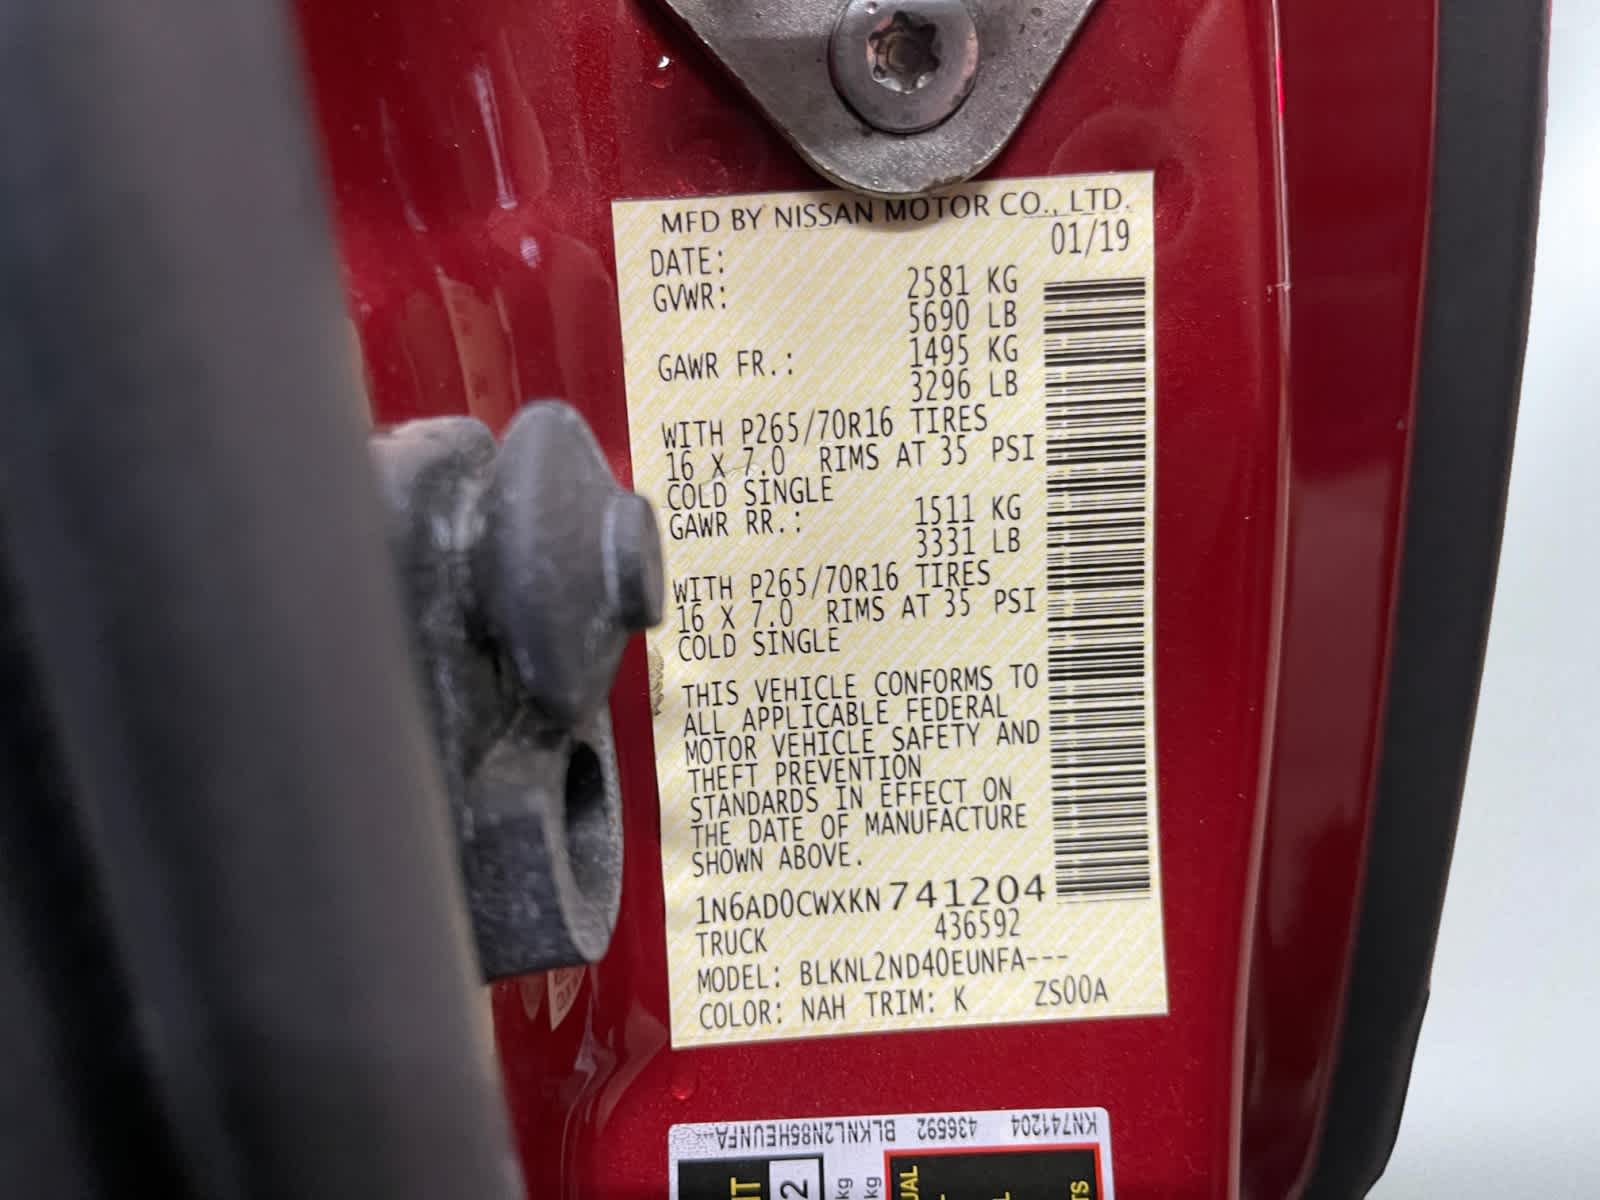 MFD BY NISSAN MOTOR CO., LTD.
DATE: 01/19
GVWR: 2581 KG
5690 LB
GAWR FR.: 1495 KG
3296 LB
WITH P265/70R16 TIRES
16 X 7.0 RIMS AT 35 PSI
COLD SINGLE
GAWR RR.: 1511 KG
3331 LB
WITH P265/70R16 TIRES
16 X 7.0 RIMS AT 35 PSI
COLD SINGLE
THIS VEHICLE CONFORMS TO
ALL APPLICABLE FEDERAL
MOTOR VEHICLE SAFETY AND
THEFT PREVENTION
STANDARDS IN EFFECT ON
THE DATE OF MANUFACTURE
SHOWN ABOVE.
1N6AD0CWXKN741204
TRUCK 436592
MODEL: BLKNL2ND40EUNFA---
COLOR: NAH TRIM: K ZS00A
KN741204 436592 BLKNL2N86HEUNFA--
2
kg
kg